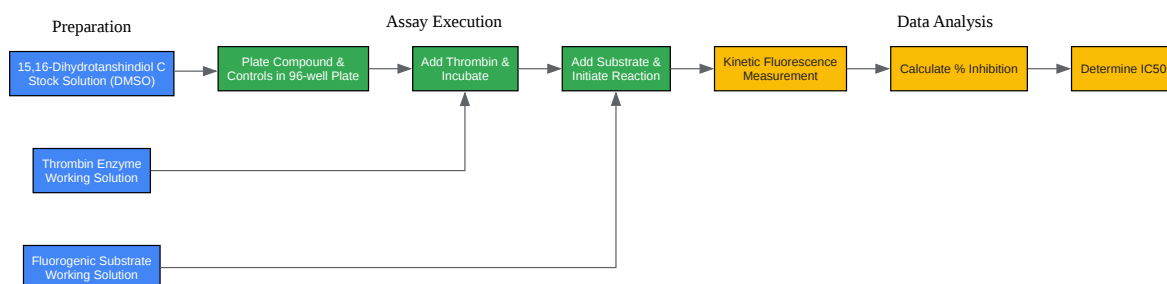 Preparation
Assay Execution
Data Analysis
15,16-Dihydrotanshindiol C
Stock Solution (DMSO)
Plate Compound &
Controls in 96-well Plate
Add Thrombin &
Incubate
Add Substrate &
Initiate Reaction
Kinetic Fluorescence
Measurement
Calculate % Inhibition
Determine IC50
Thrombin Enzyme
Working Solution
Fluorogenic Substrate
Working Solution